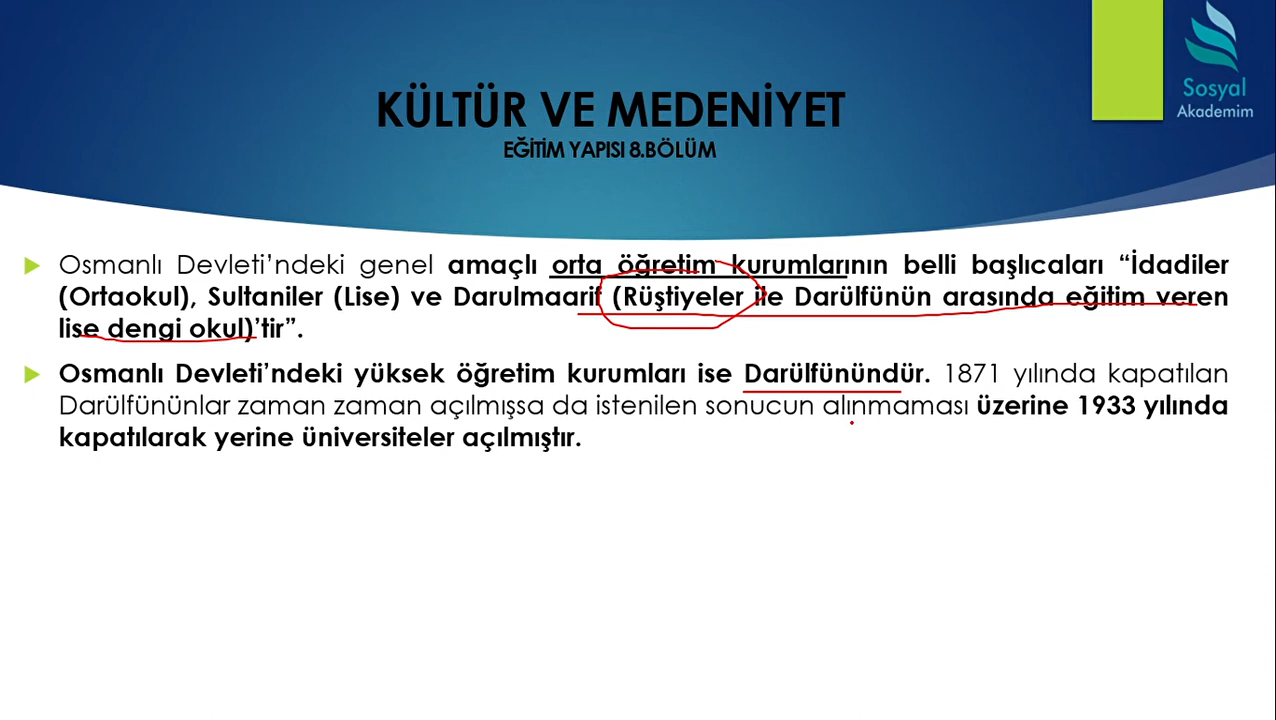 Sosyal
Akademim
KÜLTÜR VE MEDENİYET
EĞİTİM YAPISI 8.BÖLÜM
Osmanlı Devleti’ndeki genel amaçlı orta öğretim kurumlarının belli başlıcaları “İdadiler
(Ortaokul), Sultaniler (Lise) ve Darulmaarif (Rüştiyeler ile Darülfünün arasında eğitim veren
lise dengi okul)’tir”.
Osmanlı Devleti’ndeki yüksek öğretim kurumları ise Darülfünündür. 1871 yılında kapatılan
Darülfününlar zaman zaman açılmışsa da istenilen sonucun alınmaması üzerine 1933 yılında
kapatılarak yerine üniversiteler açılmıştır.